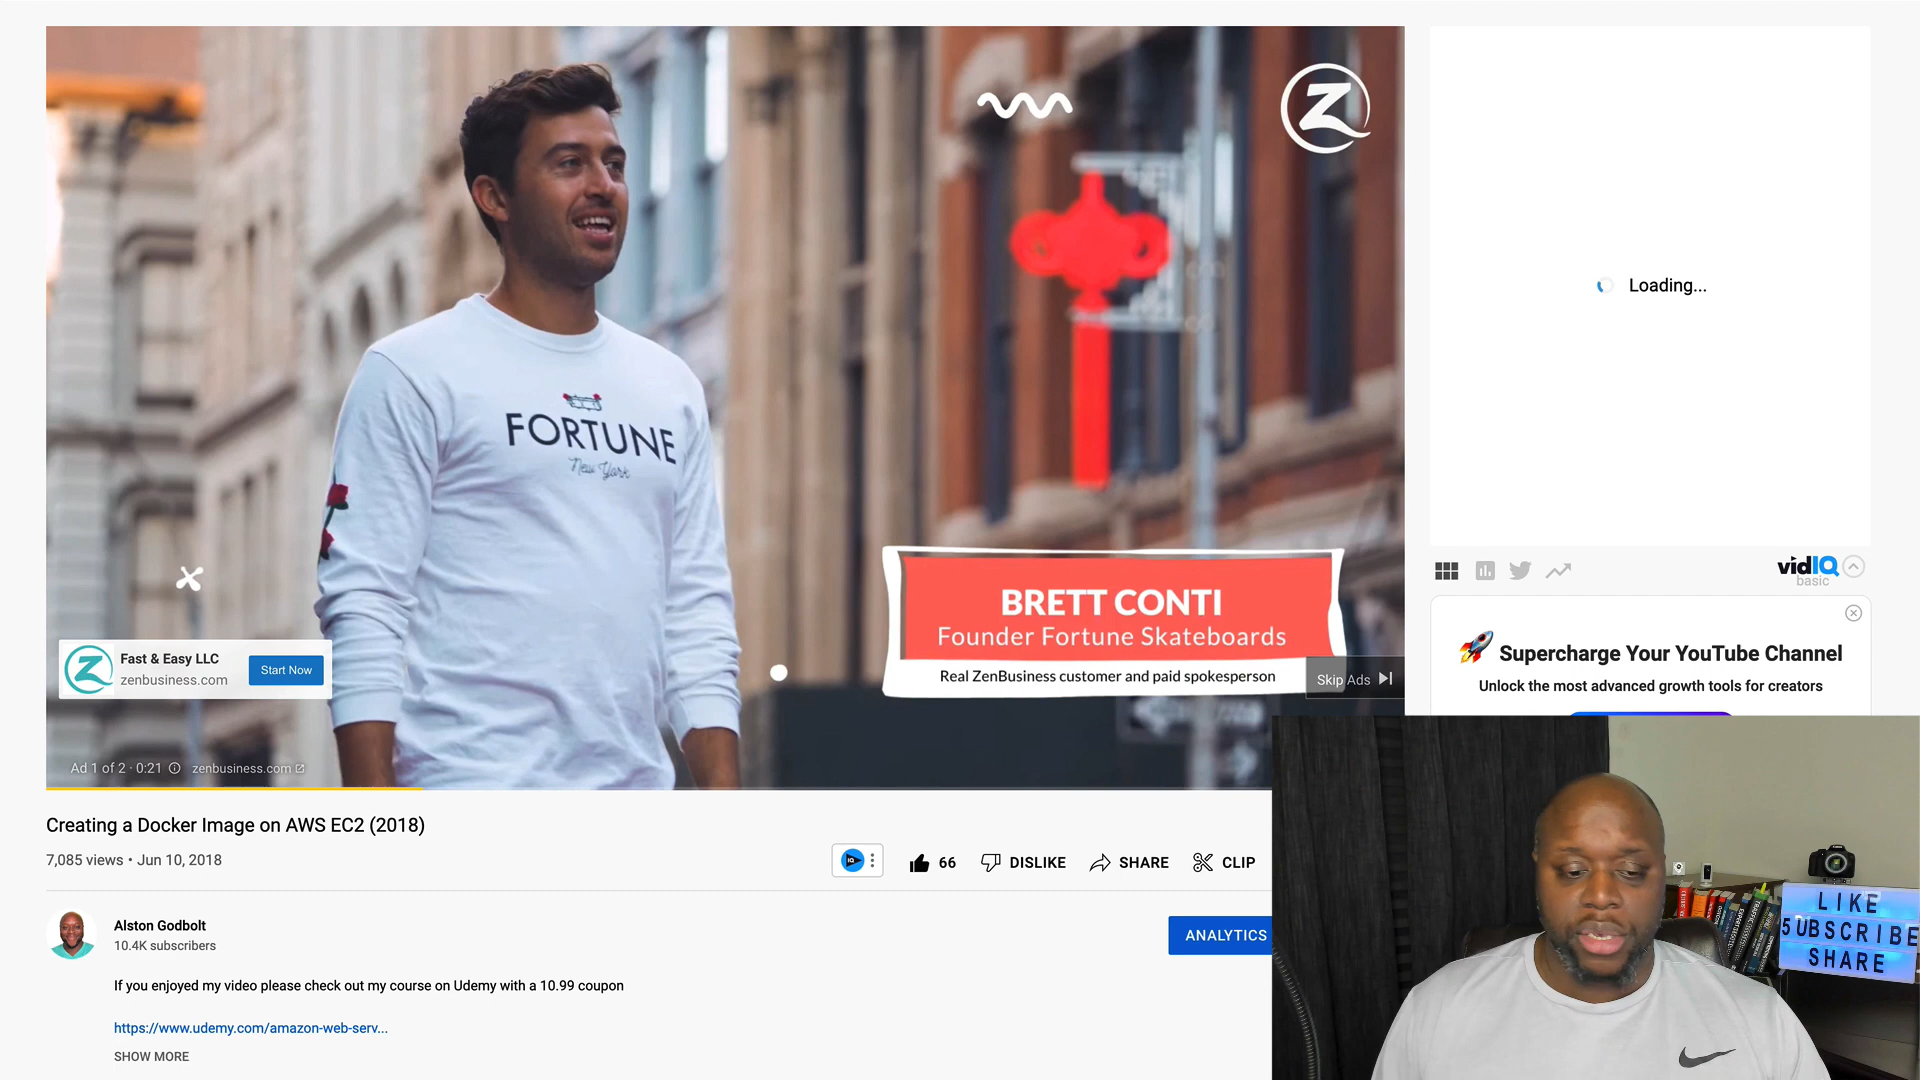 FORTUNE
New York
BRETT CONTI
Founder Fortune Skateboards
Real ZenBusiness customer and paid spokesperson
Fast & Easy LLC
zenbusiness.com
Start Now
Skip Ads
Ad 1 of 2 · 0:21
zenbusiness.com
Loading...
vidIQ
basic
Supercharge Your YouTube Channel
Unlock the most advanced growth tools for creators
Creating a Docker Image on AWS EC2 (2018)
7,085 views • Jun 10, 2018
66
DISLIKE
SHARE
CLIP
Alston Godbolt
10.4K subscribers
ANALYTICS
If you enjoyed my video please check out my course on Udemy with a 10.99 coupon
https://www.udemy.com/amazon-web-serv...
SHOW MORE
LIKE
5UBSCRIBE
SHARE